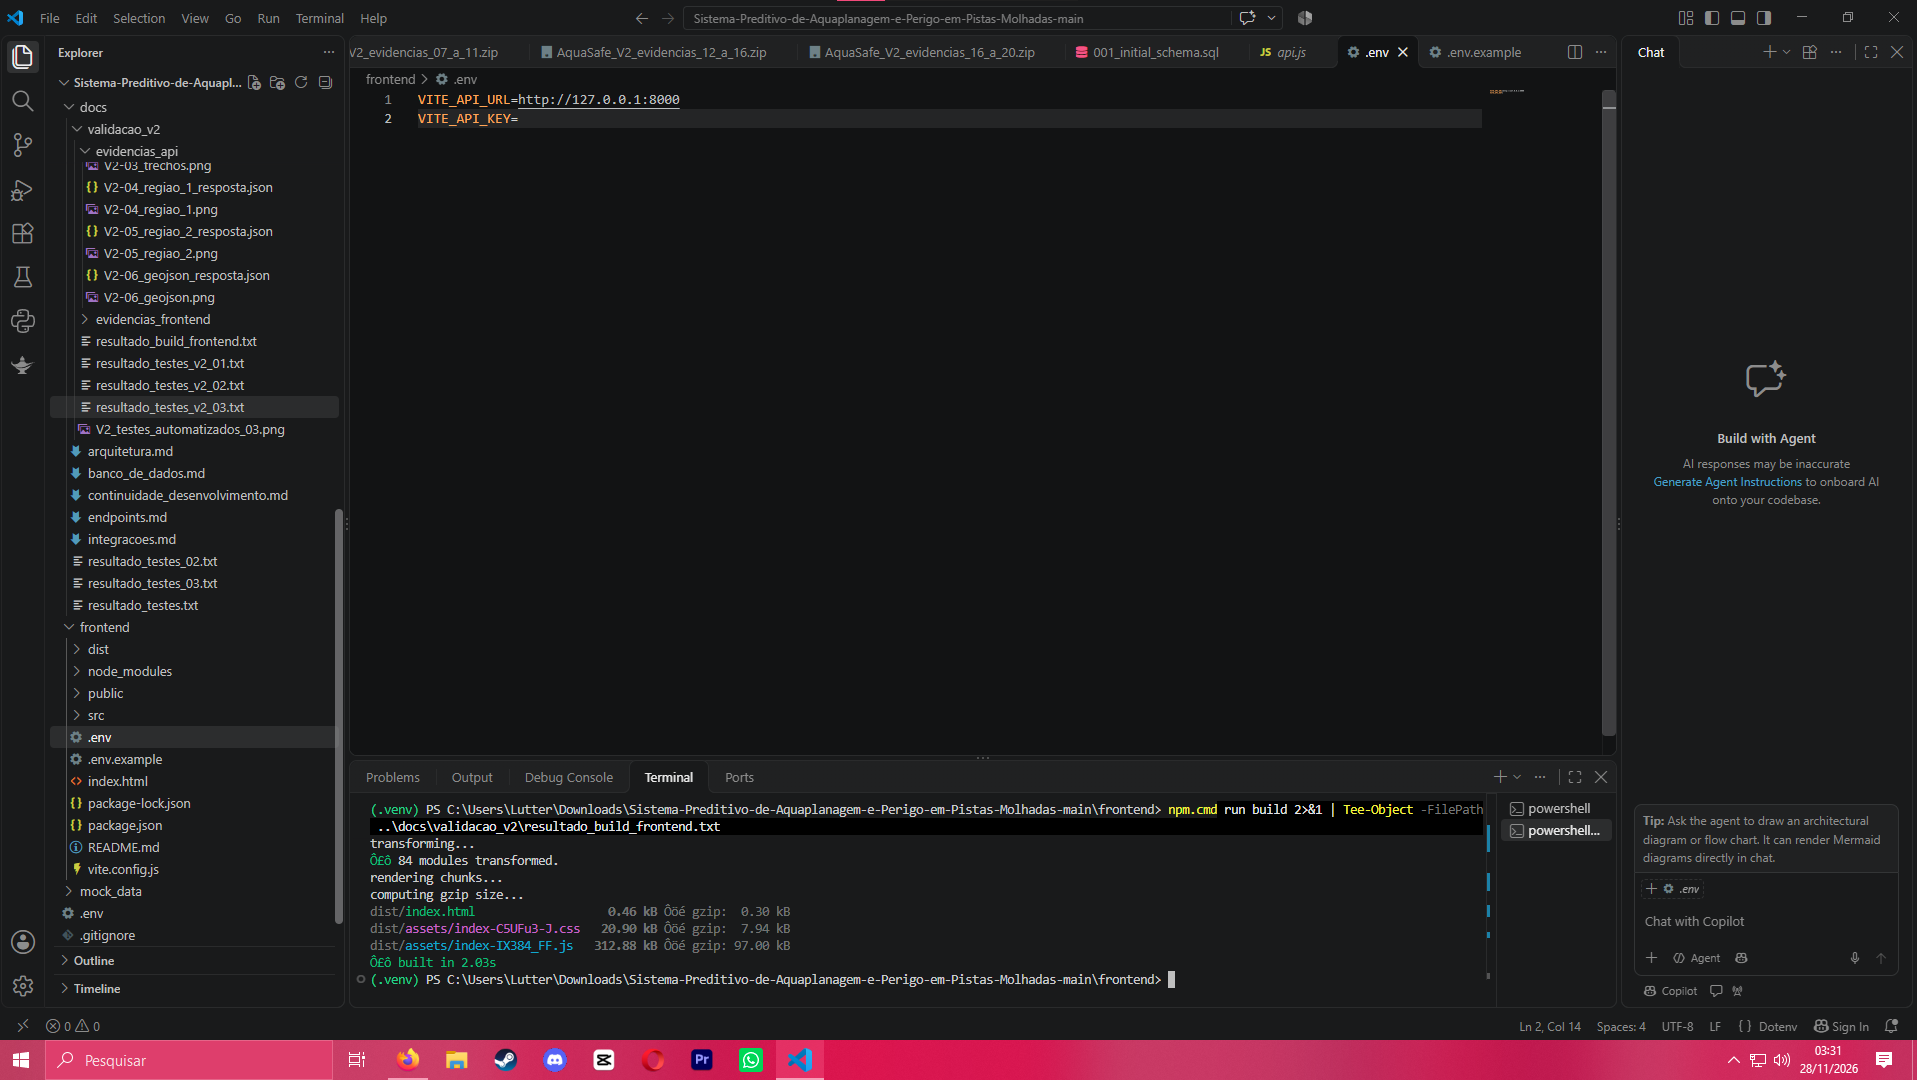 File Edit Selection View Go Run Terminal Help
Sistema-Preditivo-de-Aquaplanagem-e-Perigo-em-Pistas-Molhadas-main
Explorer
Sistema-Preditivo-de-Aquapl...
docs
validacao_v2
evidencias_api
V2-03_trechos.png
V2-04_regiao_1_resposta.json
V2-04_regiao_1.png
V2-05_regiao_2_resposta.json
V2-05_regiao_2.png
V2-06_geojson_resposta.json
V2-06_geojson.png
evidencias_frontend
resultado_build_frontend.txt
resultado_testes_v2_01.txt
resultado_testes_v2_02.txt
resultado_testes_v2_03.txt
V2_testes_automatizados_03.png
arquitetura.md
banco_de_dados.md
continuidade_desenvolvimento.md
endpoints.md
integracoes.md
resultado_testes_02.txt
resultado_testes_03.txt
resultado_testes.txt
frontend
dist
node_modules
public
src
.env
.env.example
index.html
package-lock.json
package.json
README.md
vite.config.js
mock_data
.env
.gitignore
Outline
Timeline
V2_evidencias_07_a_11.zip AquaSafe_V2_evidencias_12_a_16.zip AquaSafe_V2_evidencias_16_a_20.zip 001_initial_schema.sql JS api.js .env .env.example
frontend > .env
1 VITE_API_URL=http://127.0.0.1:8000
2 VITE_API_KEY=
Problems Output Debug Console Terminal Ports
(.venv) PS C:\Users\Lutter\Downloads\Sistema-Preditivo-de-Aquaplanagem-e-Perigo-em-Pistas-Molhadas-main\frontend> npm.cmd run build 2>&1 | Tee-Object -FilePath
..\docs\validacao_v2\resultado_build_frontend.txt
transforming...
Ô£ô 84 modules transformed.
rendering chunks...
computing gzip size...
dist/index.html 0.46 kB Ôöé gzip: 0.30 kB
dist/assets/index-C5UFu3-J.css 20.90 kB Ôöé gzip: 7.94 kB
dist/assets/index-IX384_FF.js 312.88 kB Ôöé gzip: 97.00 kB
Ô£ô built in 2.03s
(.venv) PS C:\Users\Lutter\Downloads\Sistema-Preditivo-de-Aquaplanagem-e-Perigo-em-Pistas-Molhadas-main\frontend>
powershell
powershell...
Chat
Build with Agent
AI responses may be inaccurate
Generate Agent Instructions to onboard AI
onto your codebase.
Tip: Ask the agent to draw an architectural
diagram or flow chart. It can render Mermaid
diagrams directly in chat.
.env
Chat with Copilot
Agent
Copilot
0 0
Ln 2, Col 14 Spaces: 4 UTF-8 LF { } Dotenv Sign In
Pesquisar
Pr
03:31
28/11/2026